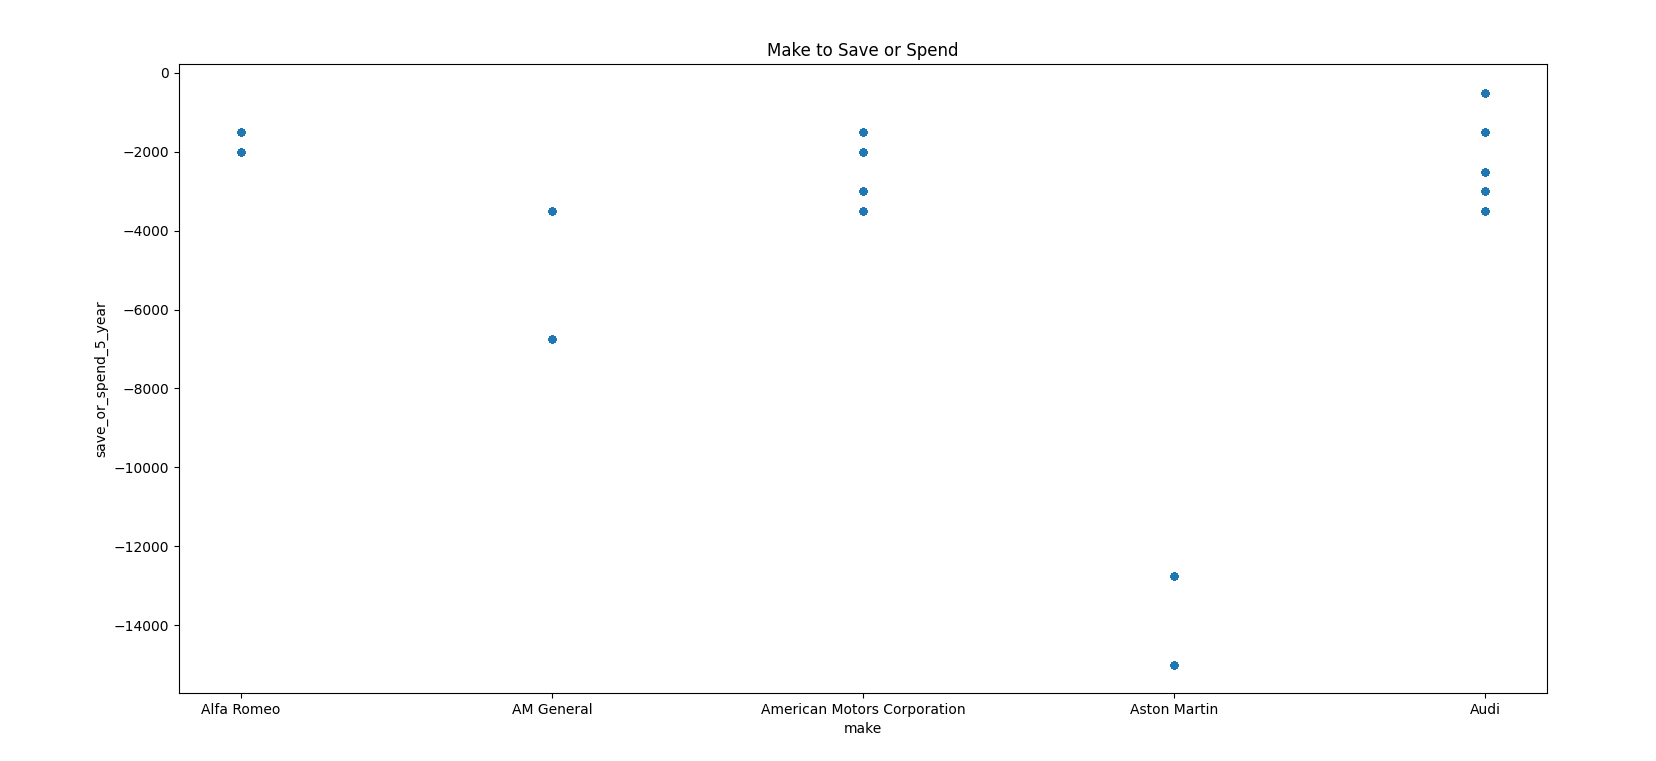 Make to Save or Spend
0
−2000
−4000
−6000
−8000
−10000
−12000
−14000
save_or_spend_5_year
Alfa Romeo
AM General
American Motors Corporation
Aston Martin
Audi
make